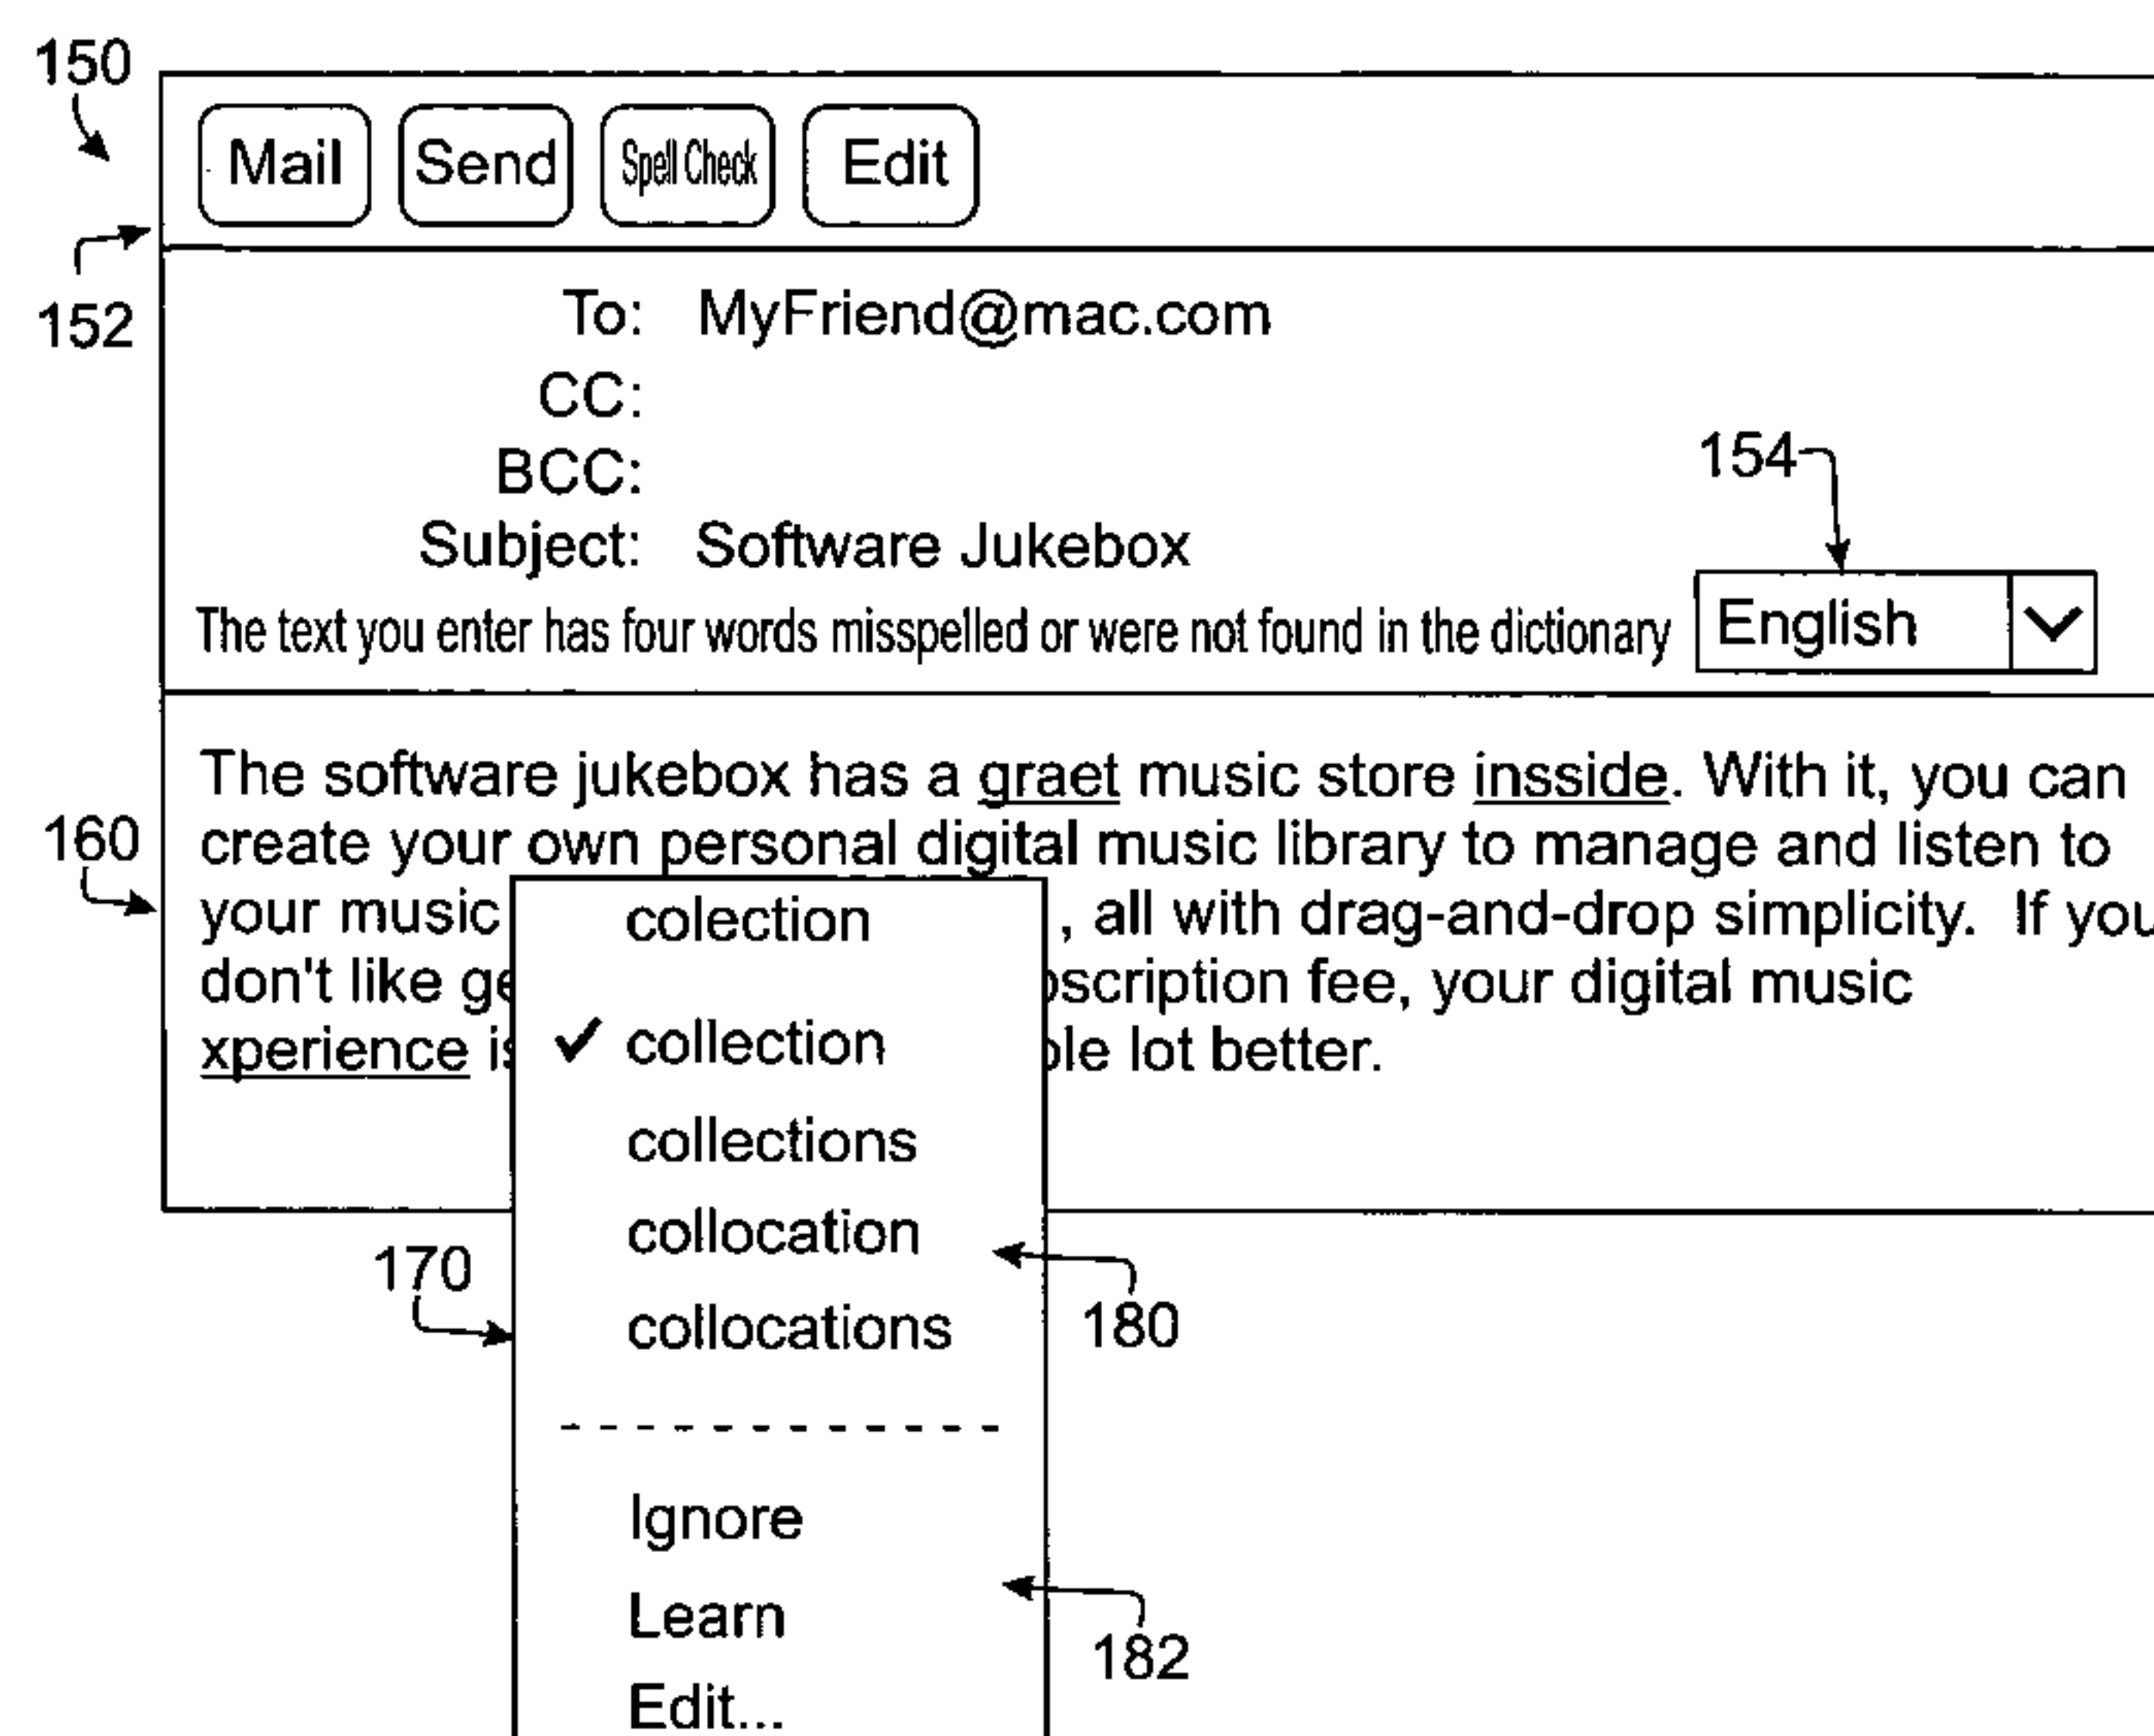 150
Mail Send Spell Check Edit
152
To: MyFriend@mac.com
CC:
BCC:
154
Subject: Software Jukebox
The text you enter has four words misspelled or were not found in the dictionary English
The software jukebox has a graet music store insside. With it, you can
160
create your own personal digital music library to manage and listen to
your music colection , all with drag-and-drop simplicity. If you
don't like fee, your digital music
xperience ✓ collection lot better.
collections
collocation
170
collocations
180
- - - - - - - - - - - -
Ignore
Learn
182
Edit...